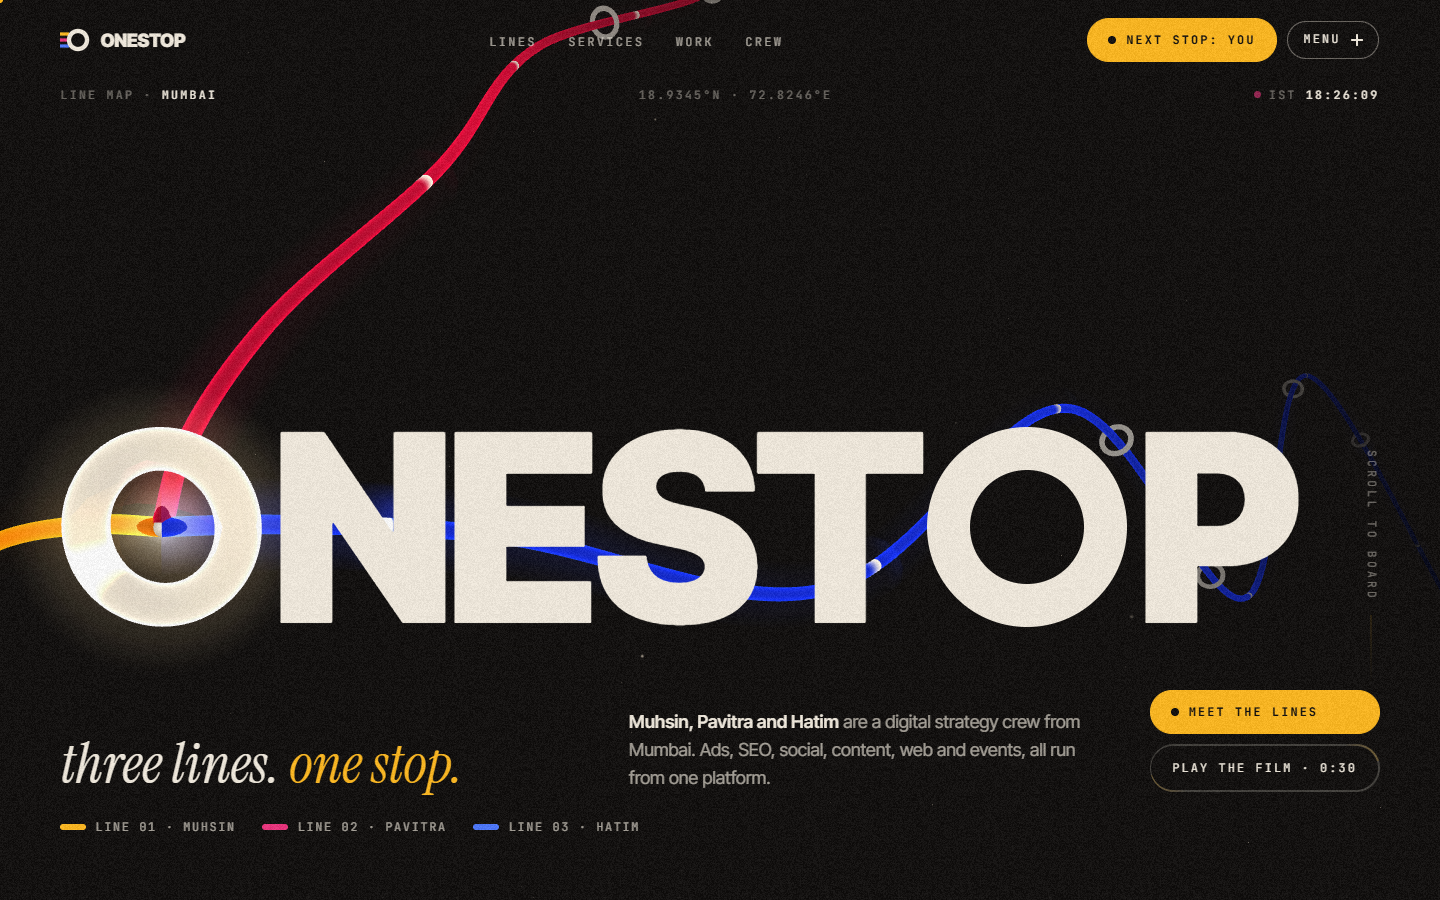 ONESTOP
LINES SERVICES WORK CREW
NEXT STOP: YOU
MENU +
LINE MAP · MUMBAI
18.9345°N · 72.8246°E
IST 18:26:09
ONESTOP
SCROLL TO BOARD
three lines. one stop.
Muhsin, Pavitra and Hatim are a digital strategy crew from
Mumbai. Ads, SEO, social, content, web and events, all run
from one platform.
MEET THE LINES
PLAY THE FILM · 0:30
LINE 01 · MUHSIN LINE 02 · PAVITRA LINE 03 · HATIM